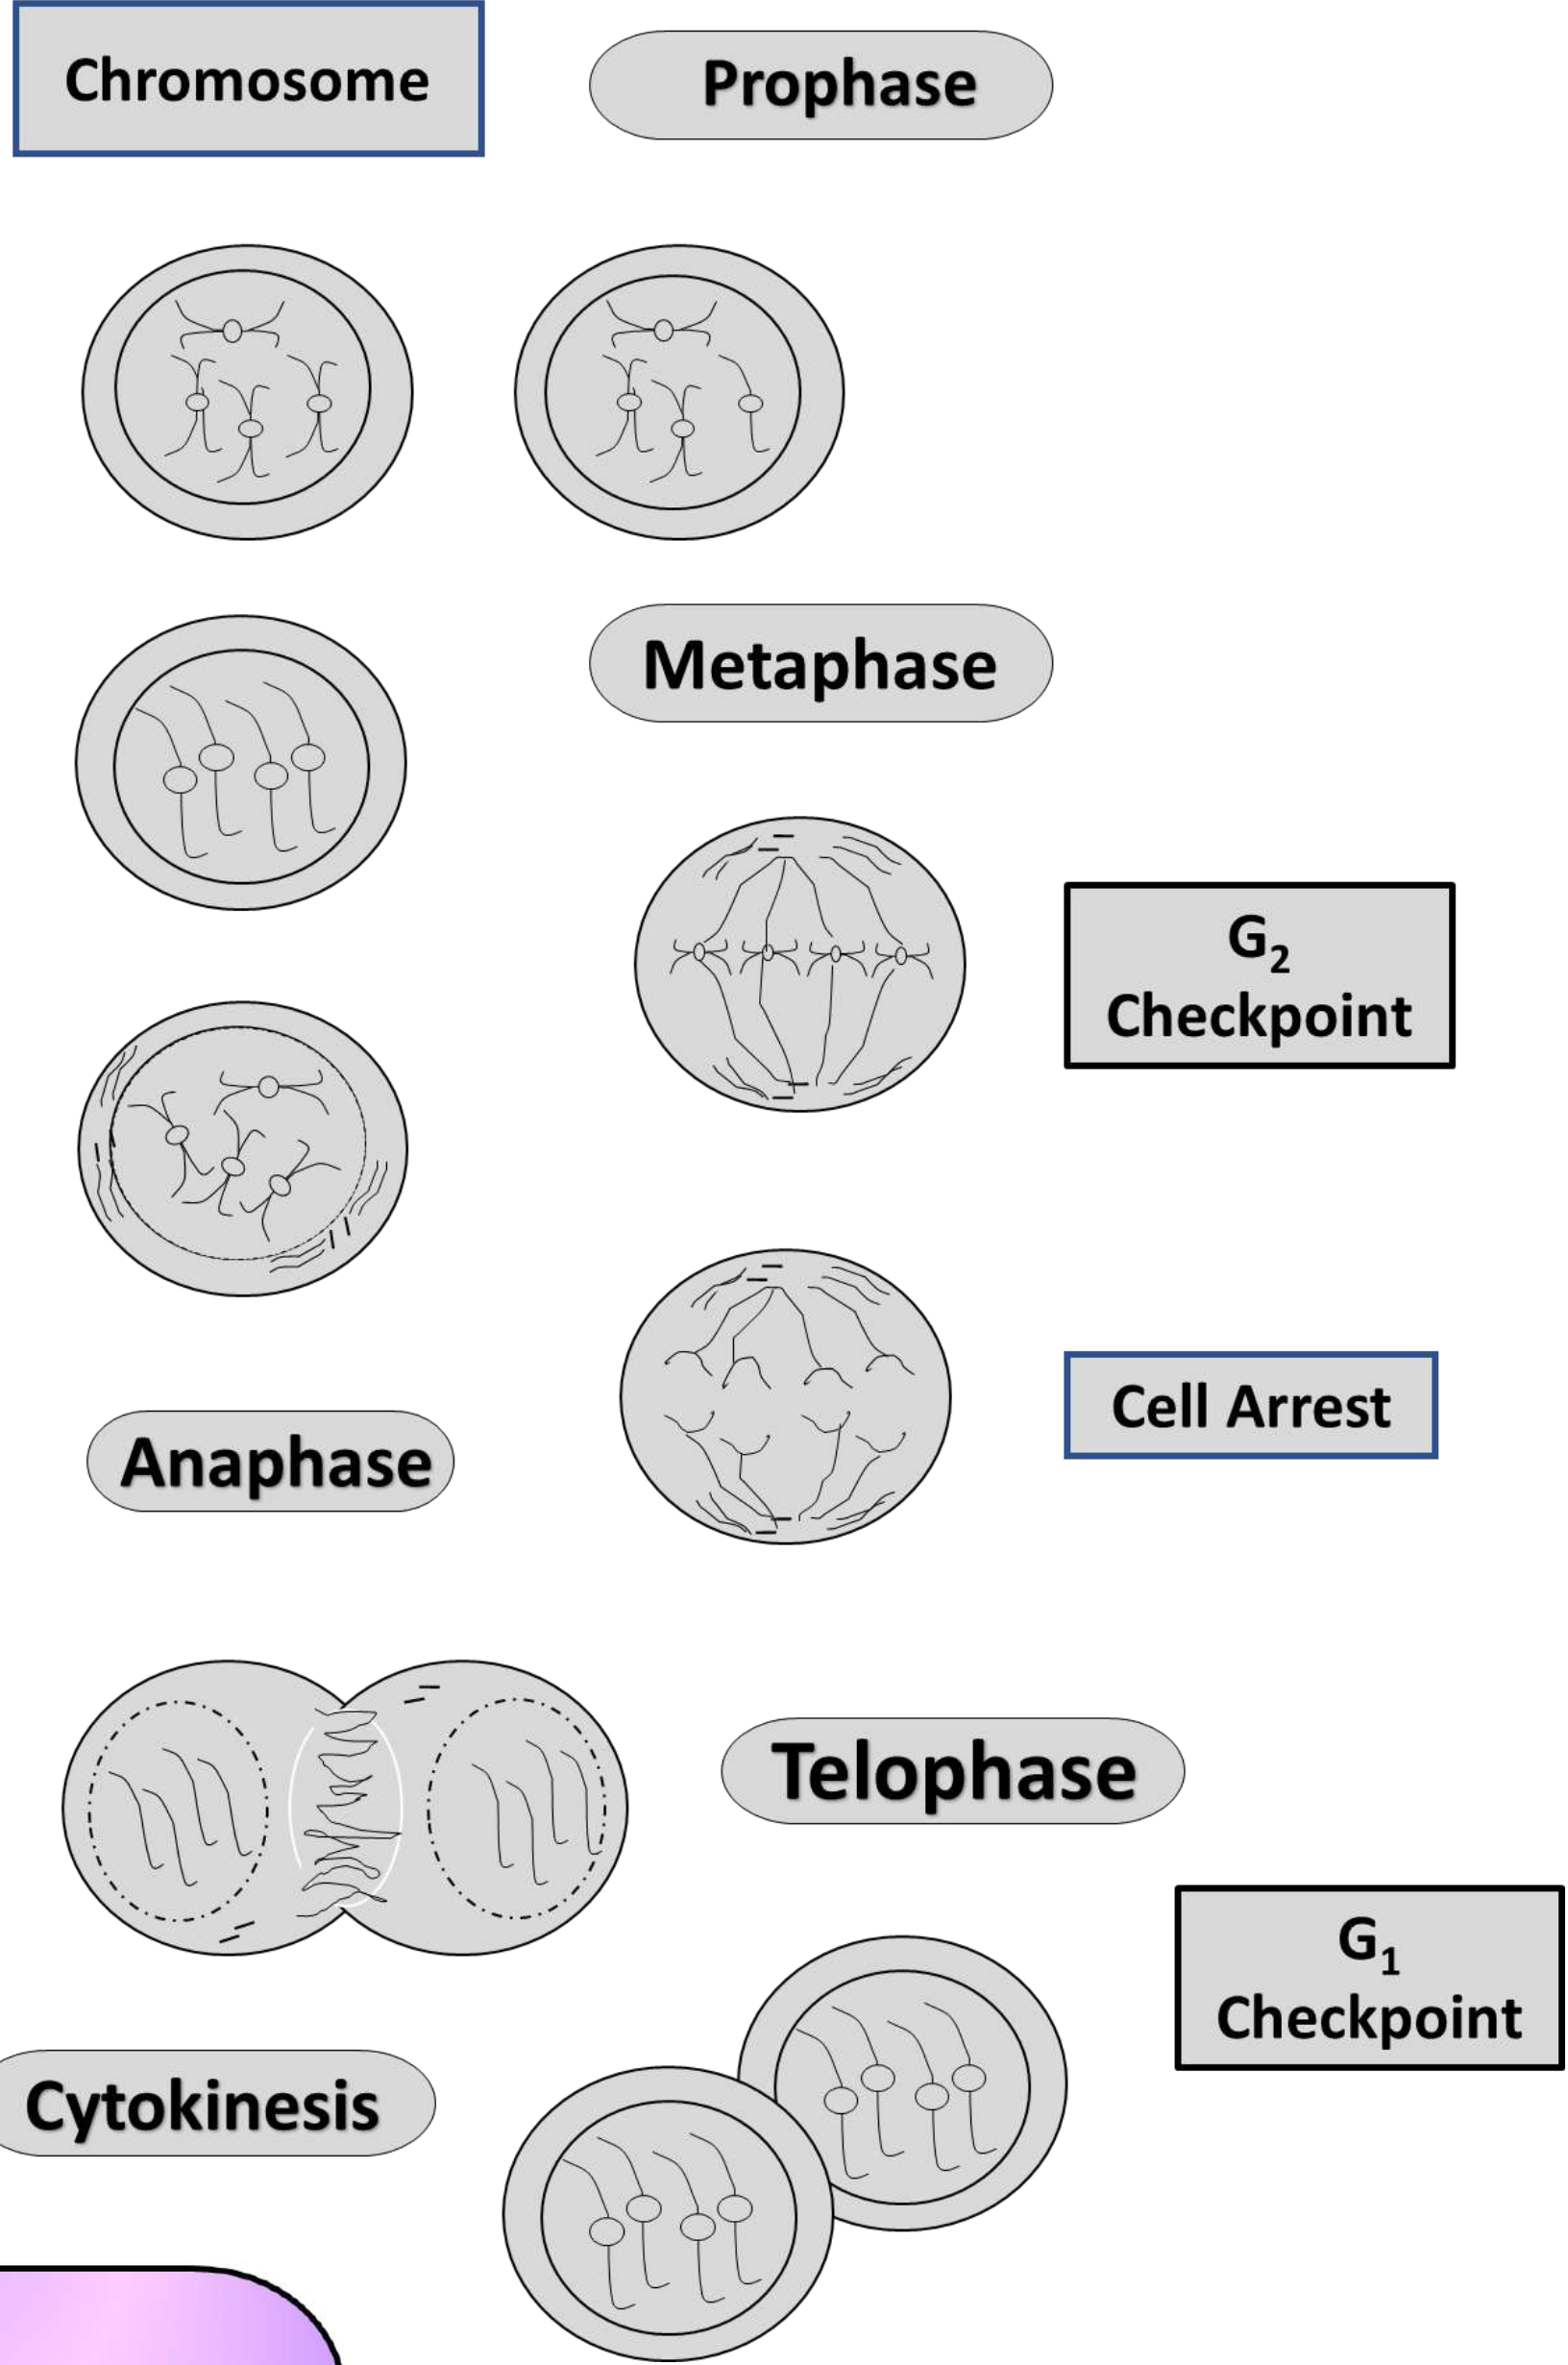 Chromosome
Prophase
Metaphase
G₂
Checkpoint
Cell Arrest
Anaphase
Telophase
G₁
Checkpoint
Cytokinesis